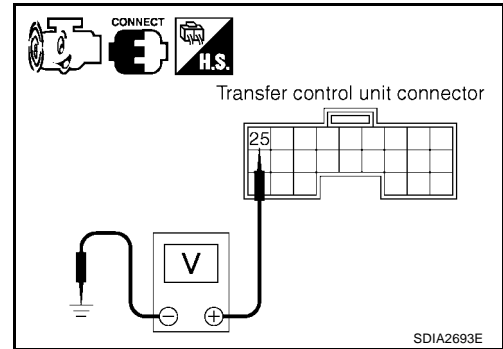 CONNECT
H.S.
Transfer control unit connector
25
V
− +
SDIA2693E